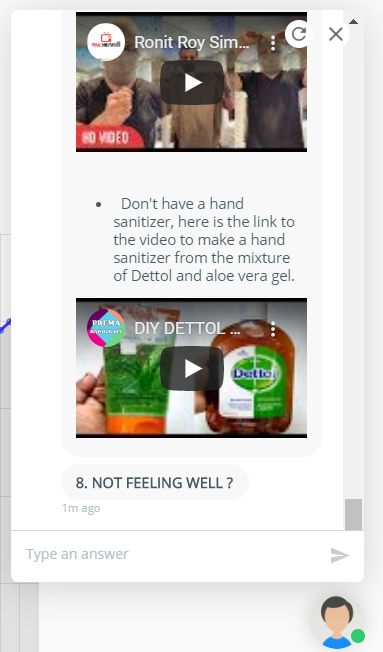 Ronit Roy Sim...
HD VIDEO
Don't have a hand
sanitizer, here is the link to
the video to make a hand
sanitizer from the mixture
of Dettol and aloe vera gel.
PREMA
DIY DETTOL ...
Dettol
8. NOT FEELING WELL ?
1m ago
Type an answer